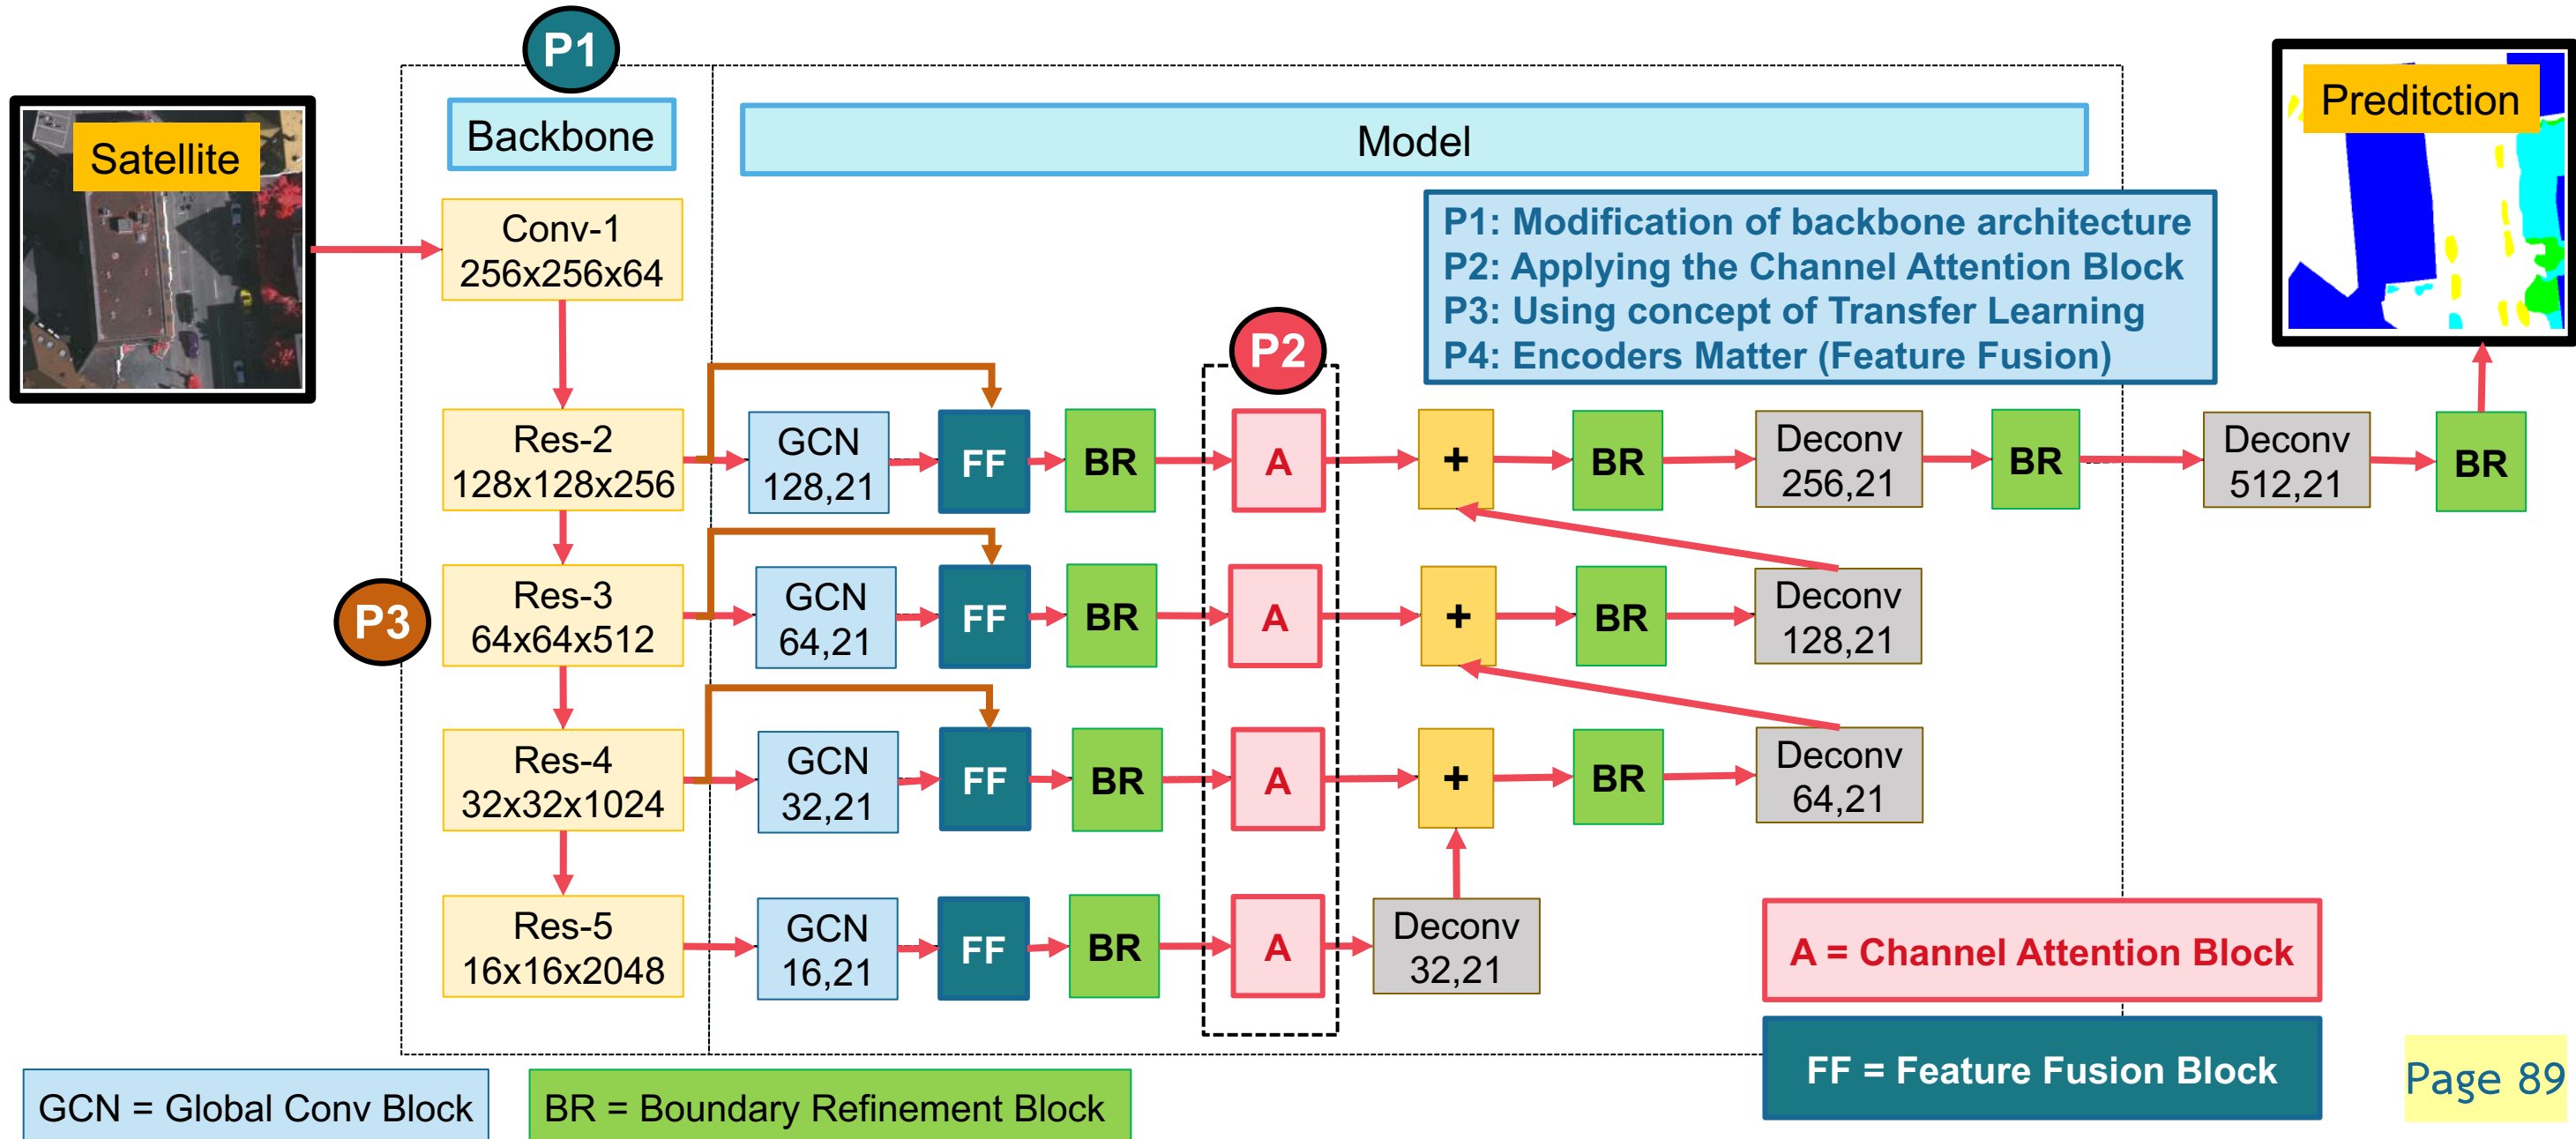 P1
Satellite
Backbone
Model
Preditction
Conv-1
256x256x64
P1: Modification of backbone architecture
P2: Applying the Channel Attention Block
P3: Using concept of Transfer Learning
P4: Encoders Matter (Feature Fusion)
P2
Res-2
128x128x256
GCN
128,21
FF
BR
A
+
BR
Deconv
256,21
BR
Deconv
512,21
BR
P3
Res-3
64x64x512
GCN
64,21
FF
BR
A
+
BR
Deconv
128,21
Res-4
32x32x1024
GCN
32,21
FF
BR
A
+
BR
Deconv
64,21
Res-5
16x16x2048
GCN
16,21
FF
BR
A
Deconv
32,21
A = Channel Attention Block
FF = Feature Fusion Block
Page 89
GCN = Global Conv Block
BR = Boundary Refinement Block